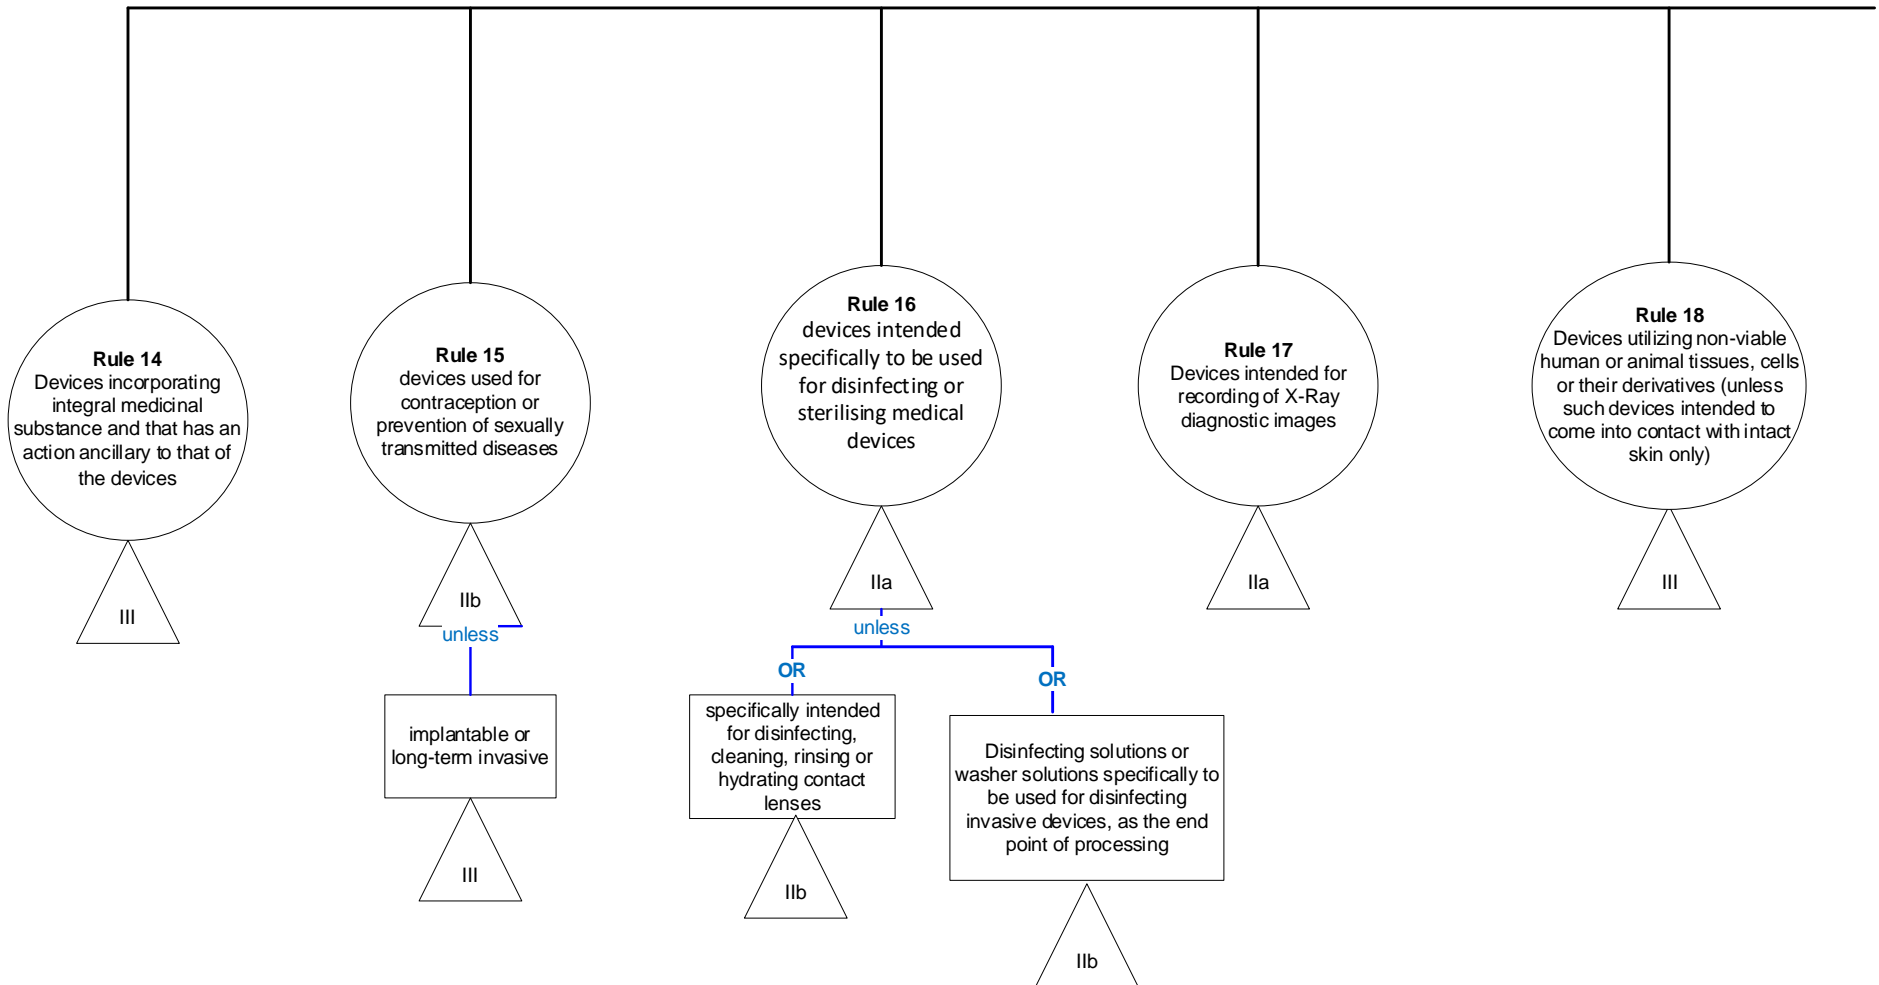 Rule 14
Devices incorporating
integral medicinal
substance and that has an
action ancillary to that of
the devices
III
Rule 15
devices used for
contraception or
prevention of sexually
transmitted diseases
IIb
unless
implantable or
long-term invasive
III
Rule 16
devices intended
specifically to be used
for disinfecting or
sterilising medical
devices
IIa
unless
OR
specifically intended
for disinfecting,
cleaning, rinsing or
hydrating contact
lenses
IIb
OR
Disinfecting solutions or
washer solutions specifically to
be used for disinfecting
invasive devices, as the end
point of processing
IIb
Rule 17
Devices intended for
recording of X-Ray
diagnostic images
IIa
Rule 18
Devices utilizing non-viable
human or animal tissues, cells
or their derivatives (unless
such devices intended to
come into contact with intact
skin only)
III